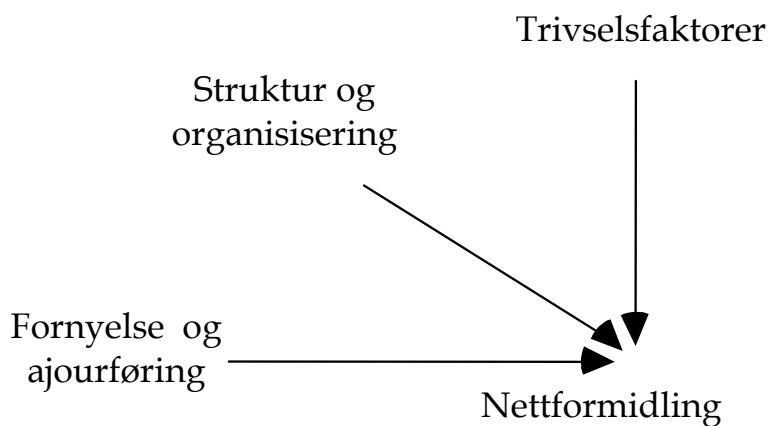 Trivselsfaktorer
Struktur og
organisisering
Fornyelse og
ajourføring
Nettformidling